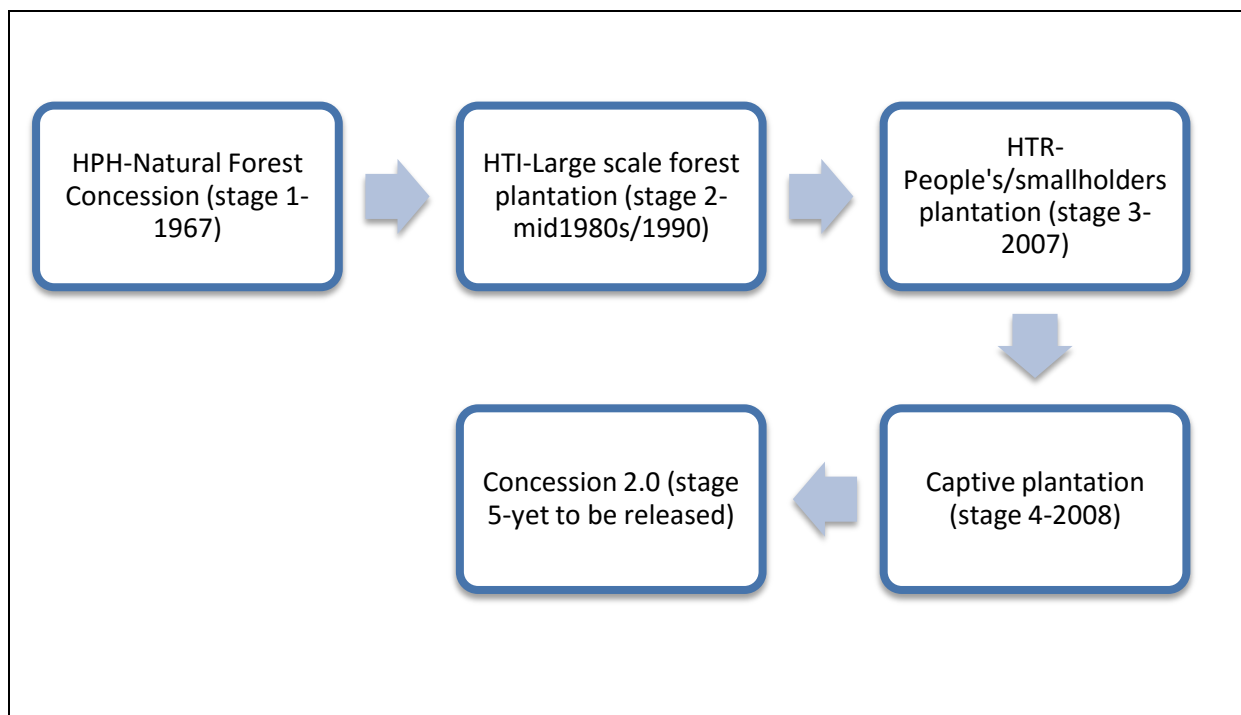 HPH-Natural Forest
Concession (stage 1-
1967)
HTI-Large scale forest
plantation (stage 2-
mid1980s/1990)
HTR-
People's/smallholders
plantation (stage 3-
2007)
Captive plantation
(stage 4-2008)
Concession 2.0 (stage
5-yet to be released)